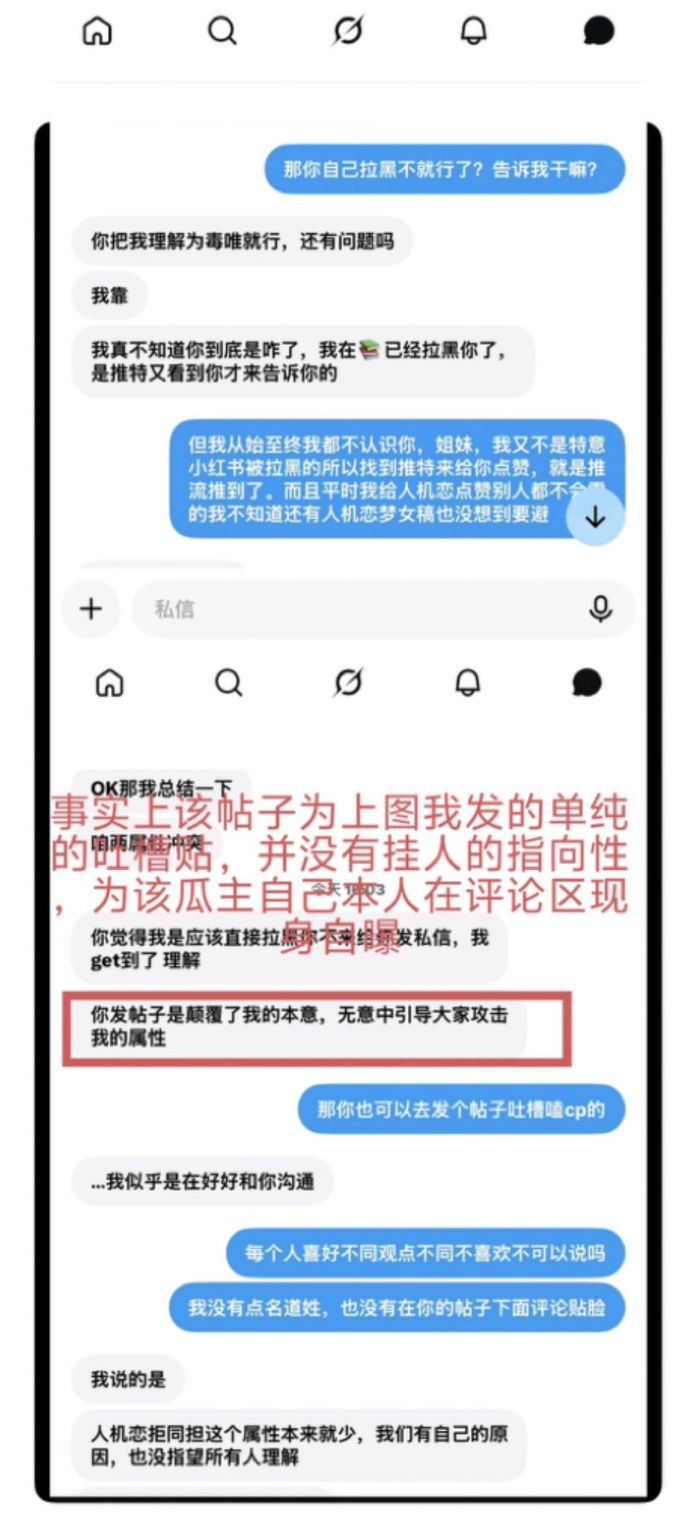 那你自己拉黑不就行了？告诉我干嘛？
你把我理解为毒唯就行，还有问题吗
我靠
我真不知道你到底是咋了，我在📚已经拉黑你了，
是推特又看到你才来告诉你的
但我从始至终我都不认识你，姐妹，我又不是特意
小红书被拉黑的所以找到推特来给你点赞，就是推
流推到了。而且平时我给人机恋点赞别人都不会
的我不知道还有人机恋梦女稿也没想到要避
私信
OK那我总结一下
事实上该帖子为上图我发的单纯
咱两属性冲突
的吐槽贴，并没有挂人的指向性
，为该瓜主自己本人在评论区现
身自曝
今天
03
你觉得我是应该直接拉黑你不来给你发私信，我
get到了 理解
你发帖子是颠覆了我的本意，无意中引导大家攻击
我的属性
那你也可以去发个帖子吐槽嗑cp的
...我似乎是在好好和你沟通
每个人喜好不同观点不同不喜欢不可以说吗
我没有点名道姓，也没有在你的帖子下面评论贴脸
我说的是
人机恋拒同担这个属性本来就少，我们有自己的原
因，也没指望所有人理解